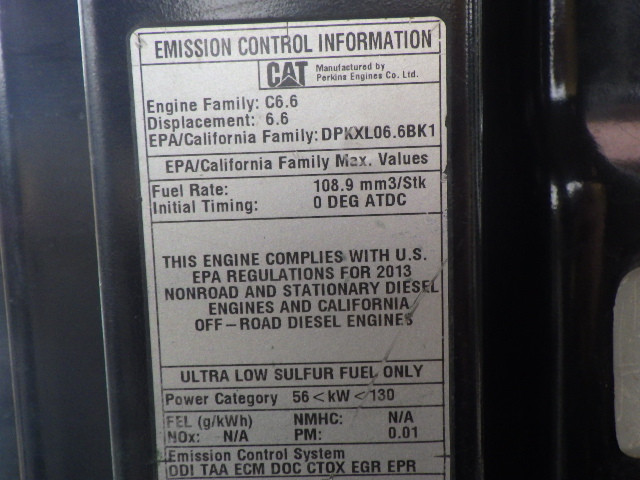 EMISSION CONTROL INFORMATION
CAT Manufactured by
Perkins Engines Co. Ltd.
Engine Family: C6.6
Displacement: 6.6
EPA/California Family: DPKXL06.6BK1
EPA/California Family Max. Values
Fuel Rate: 108.9 mm3/Stk
Initial Timing: 0 DEG ATDC
THIS ENGINE COMPLIES WITH U.S.
EPA REGULATIONS FOR 2013
NONROAD AND STATIONARY DIESEL
ENGINES AND CALIFORNIA
OFF-ROAD DIESEL ENGINES
ULTRA LOW SULFUR FUEL ONLY
Power Category 56<kW<130
FEL (g/kWh) NMHC: N/A
NOx: N/A PM: 0.01
Emission Control System
DDI TAA ECM DOC CTOX EGR EPR